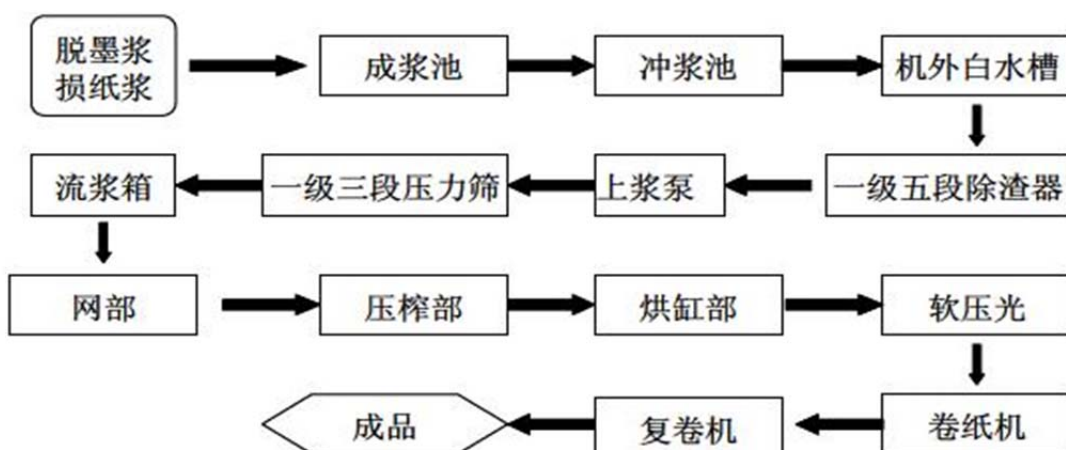 脱墨浆
损纸浆
成浆池
冲浆池
机外白水槽
一级五段除渣器
上浆泵
一级三段压力筛
流浆箱
网部
压榨部
烘缸部
软压光
卷纸机
复卷机
成品